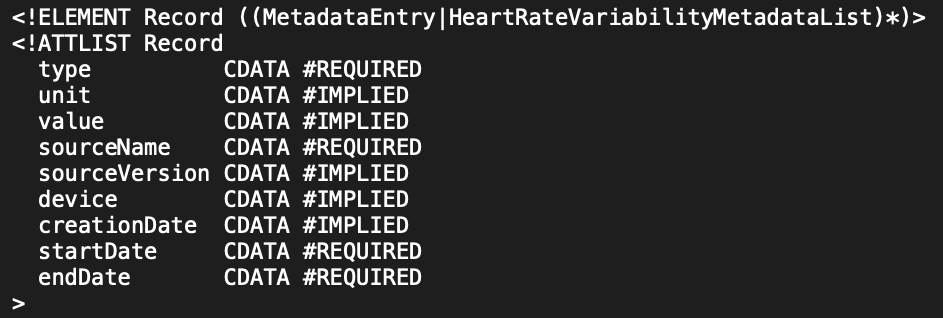 <!ELEMENT Record ((MetadataEntry|HeartRateVariabilityMetadataList)*)>
<!ATTLIST Record
  type          CDATA #REQUIRED
  unit          CDATA #IMPLIED
  value         CDATA #IMPLIED
  sourceName    CDATA #REQUIRED
  sourceVersion CDATA #IMPLIED
  device        CDATA #IMPLIED
  creationDate  CDATA #IMPLIED
  startDate     CDATA #REQUIRED
  endDate       CDATA #REQUIRED
>